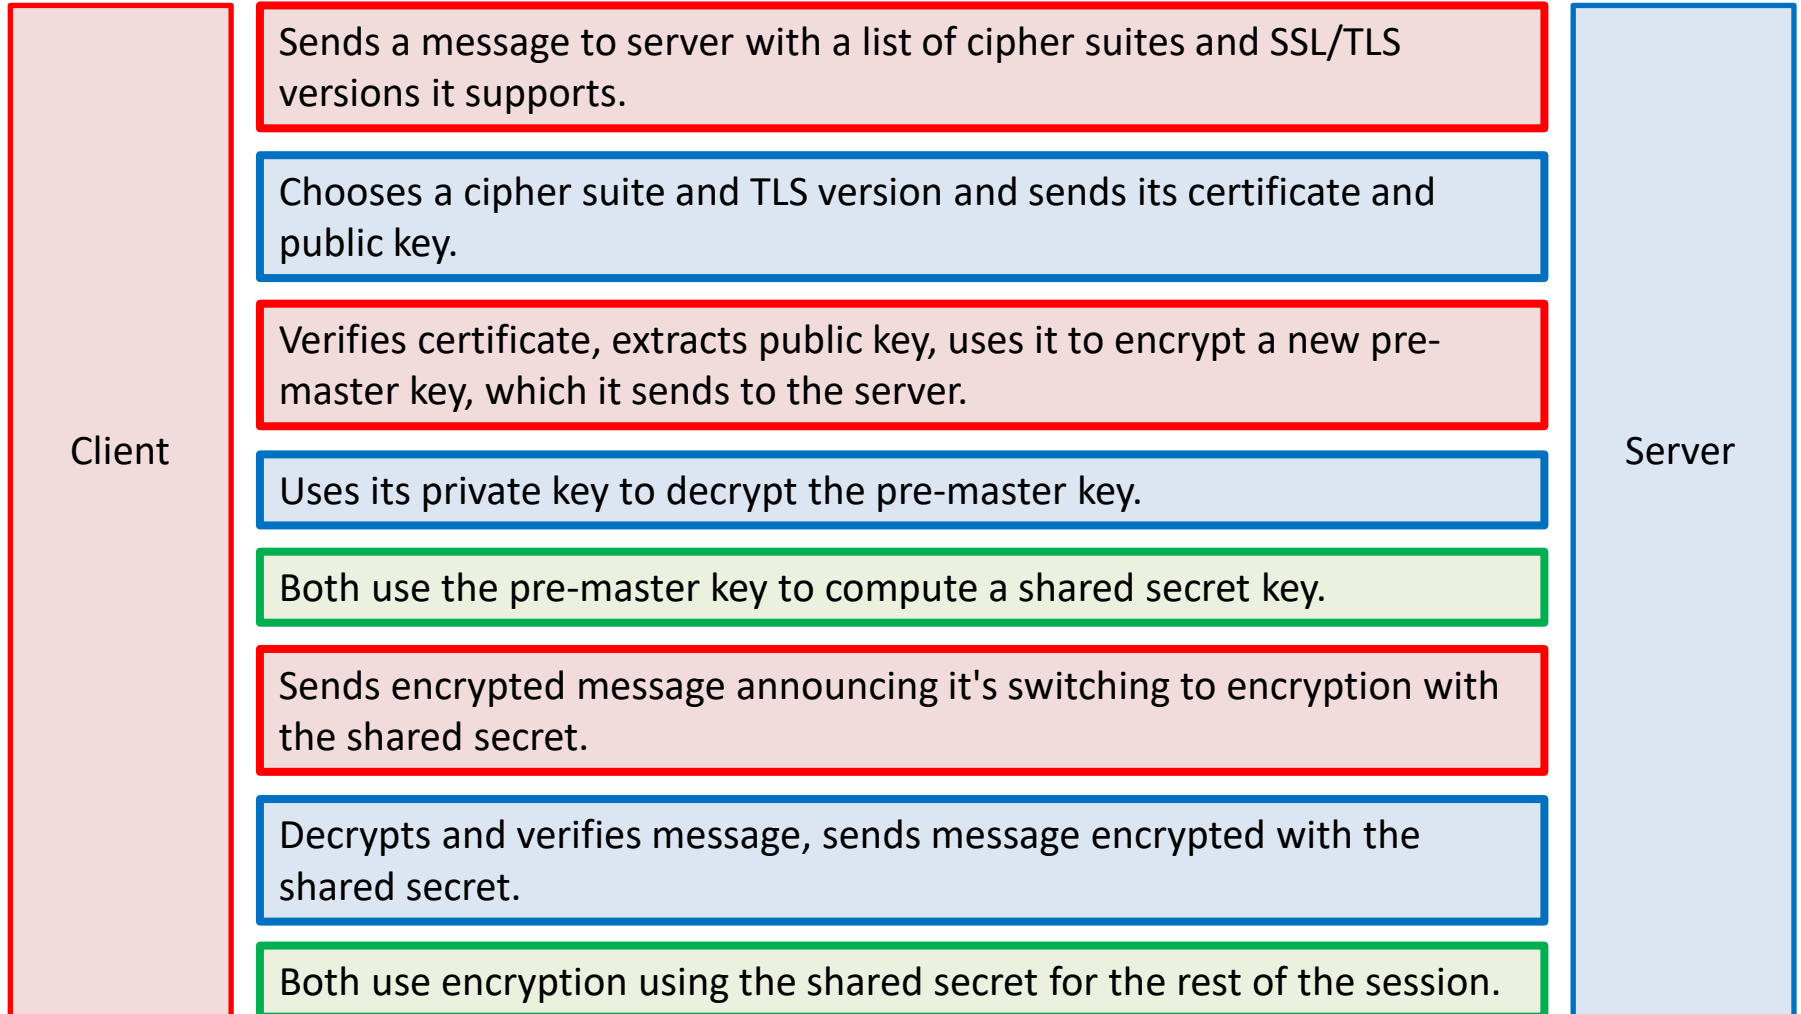 Sends a message to server with a list of cipher suites and SSL/TLS
versions it supports.
Chooses a cipher suite and TLS version and sends its certificate and
public key.
Verifies certificate, extracts public key, uses it to encrypt a new pre-
master key, which it sends to the server.
Client
Server
Uses its private key to decrypt the pre-master key.
Both use the pre-master key to compute a shared secret key.
Sends encrypted message announcing it's switching to encryption with
the shared secret.
Decrypts and verifies message, sends message encrypted with the
shared secret.
Both use encryption using the shared secret for the rest of the session.